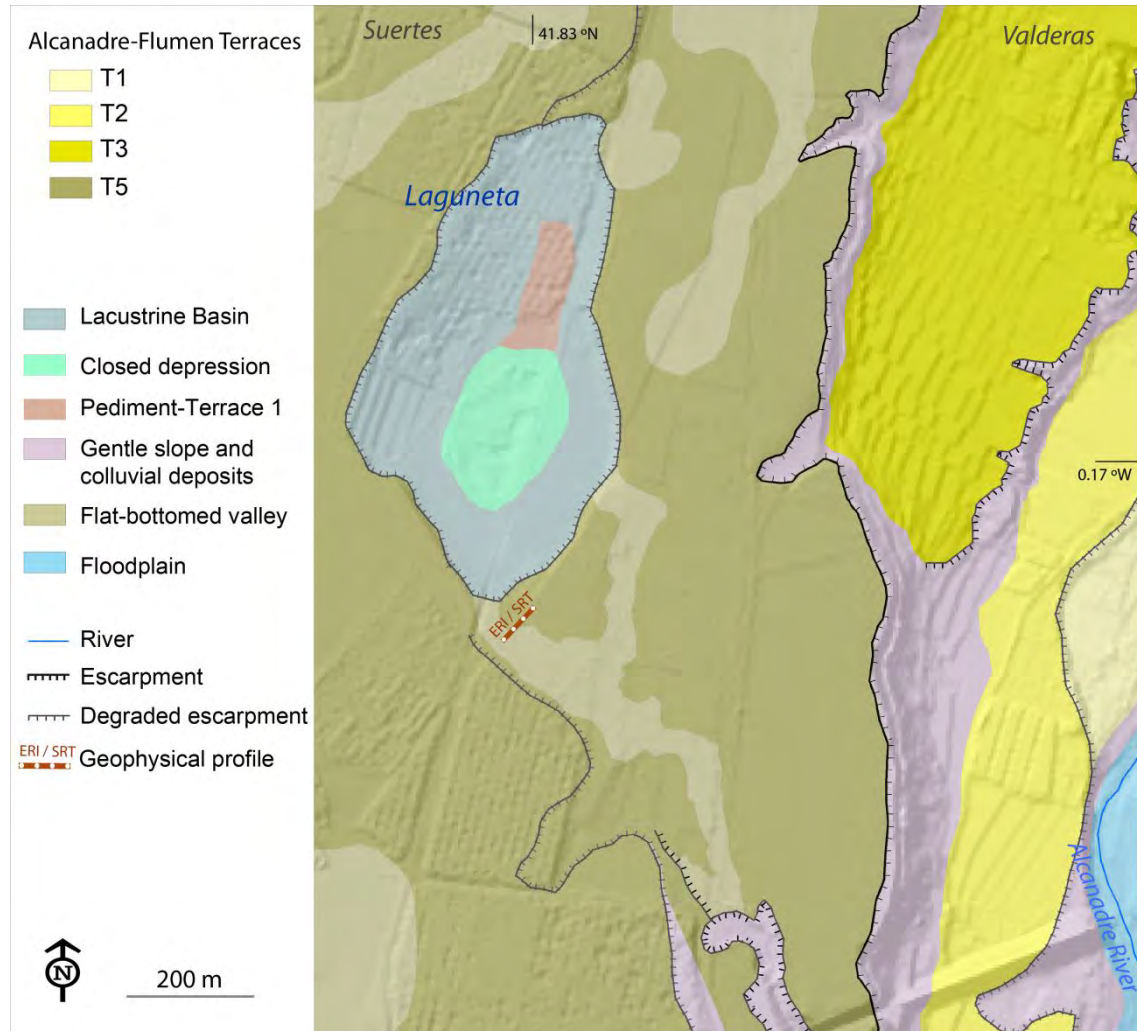 Alcanadre-Flumen Terraces
T1
T2
T3
T5
Lacustrine Basin
Closed depression
Pediment-Terrace 1
Gentle slope and
colluvial deposits
Flat-bottomed valley
Floodplain
River
Escarpment
Degraded escarpment
ERI / SRT
Geophysical profile
N
200 m
Suertes
41.83 ºN
Valderas
Laguneta
0.17 ºW
ERI / SRT
Alcanadre River